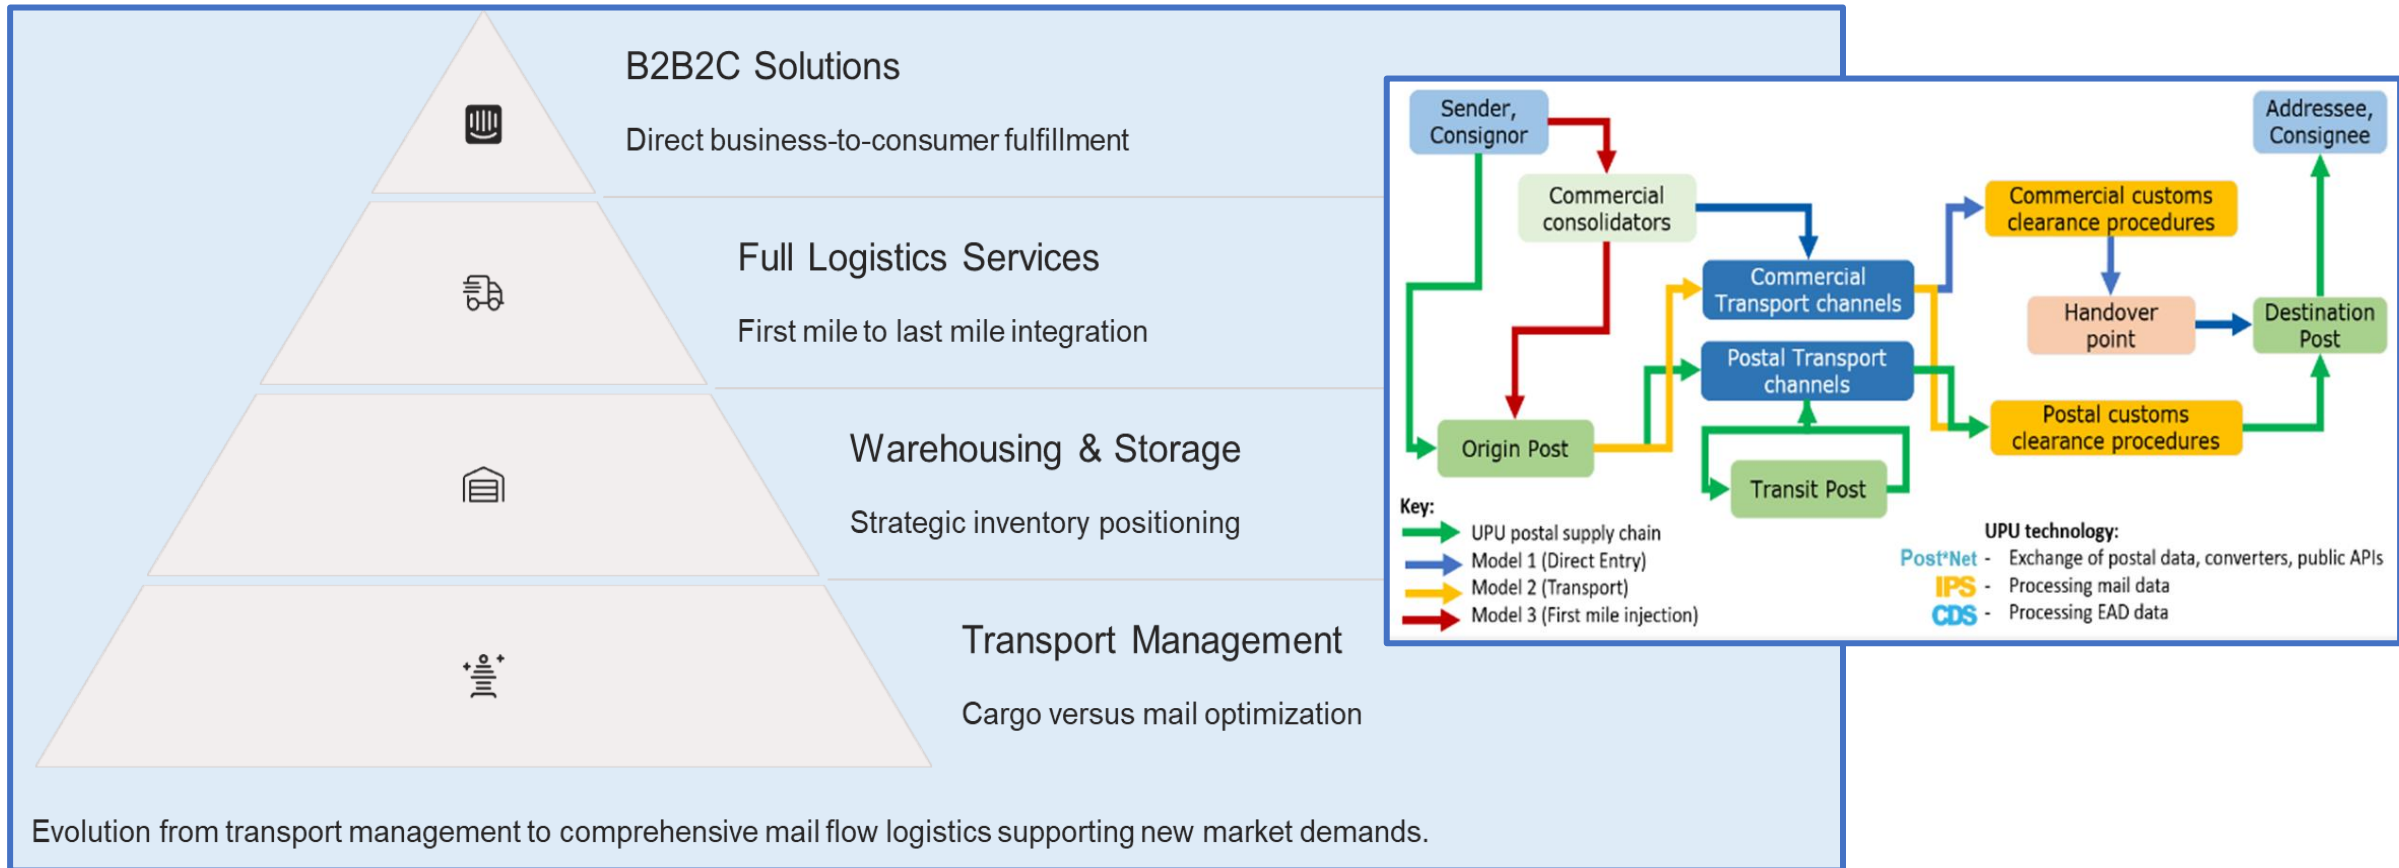 B2B2C Solutions
Direct business-to-consumer fulfillment
Full Logistics Services
First mile to last mile integration
Warehousing & Storage
Strategic inventory positioning
Transport Management
Cargo versus mail optimization
Evolution from transport management to comprehensive mail flow logistics supporting new market demands.
Sender,
Consignor
Addressee,
Consignee
Commercial
consolidators
Commercial customs
clearance procedures
Commercial
Transport channels
Handover
point
Destination
Post
Postal Transport
channels
Postal customs
clearance procedures
Origin Post
Transit Post
Key:
UPU postal supply chain
Model 1 (Direct Entry)
Model 2 (Transport)
Model 3 (First mile injection)
UPU technology:
Post*Net - Exchange of postal data, converters, public APIs
IPS - Processing mail data
CDS - Processing EAD data